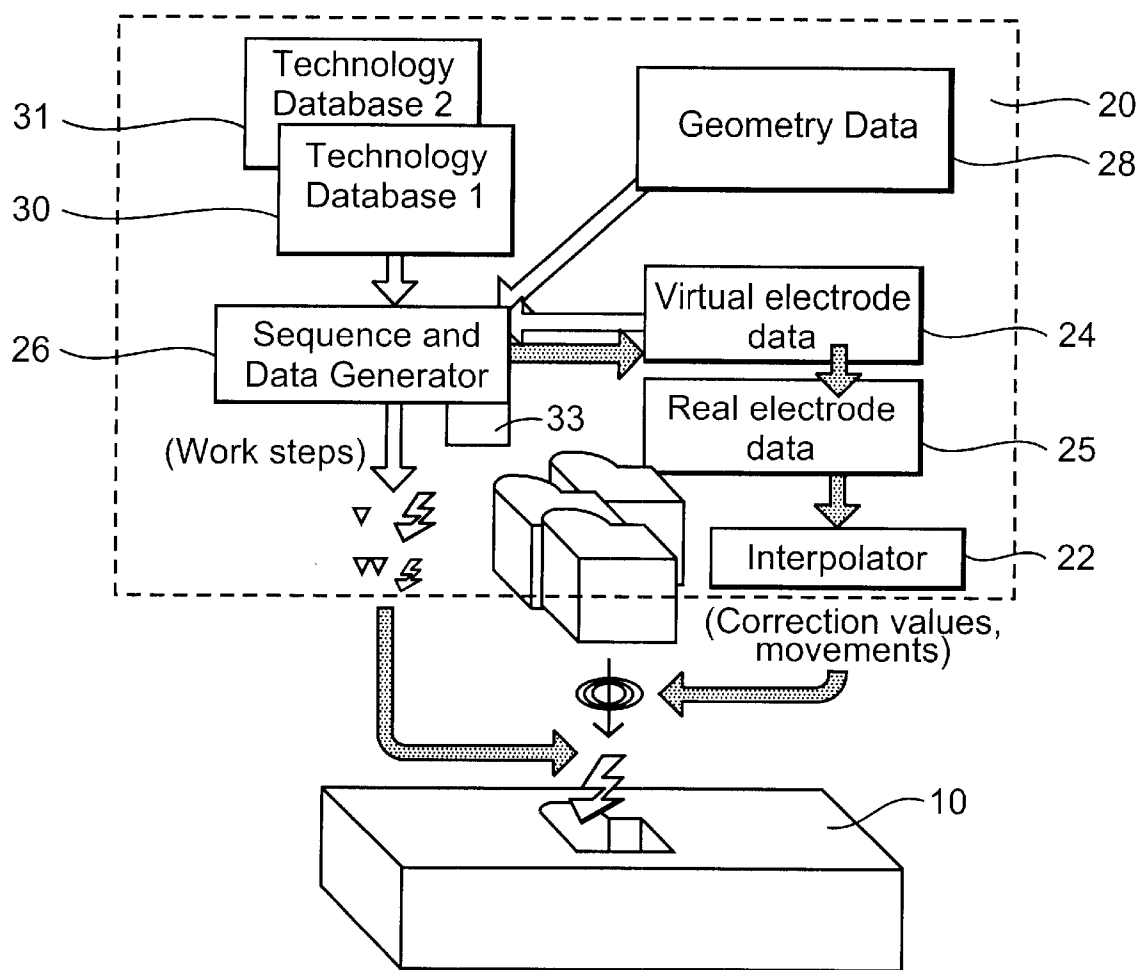 Technology
Database 2
31
Technology
Database 1
30
Geometry Data
20
28
Sequence and
Data Generator
26
Virtual electrode
data
24
33
Real electrode
data
25
(Work steps)
Interpolator
22
(Correction values,
movements)
10